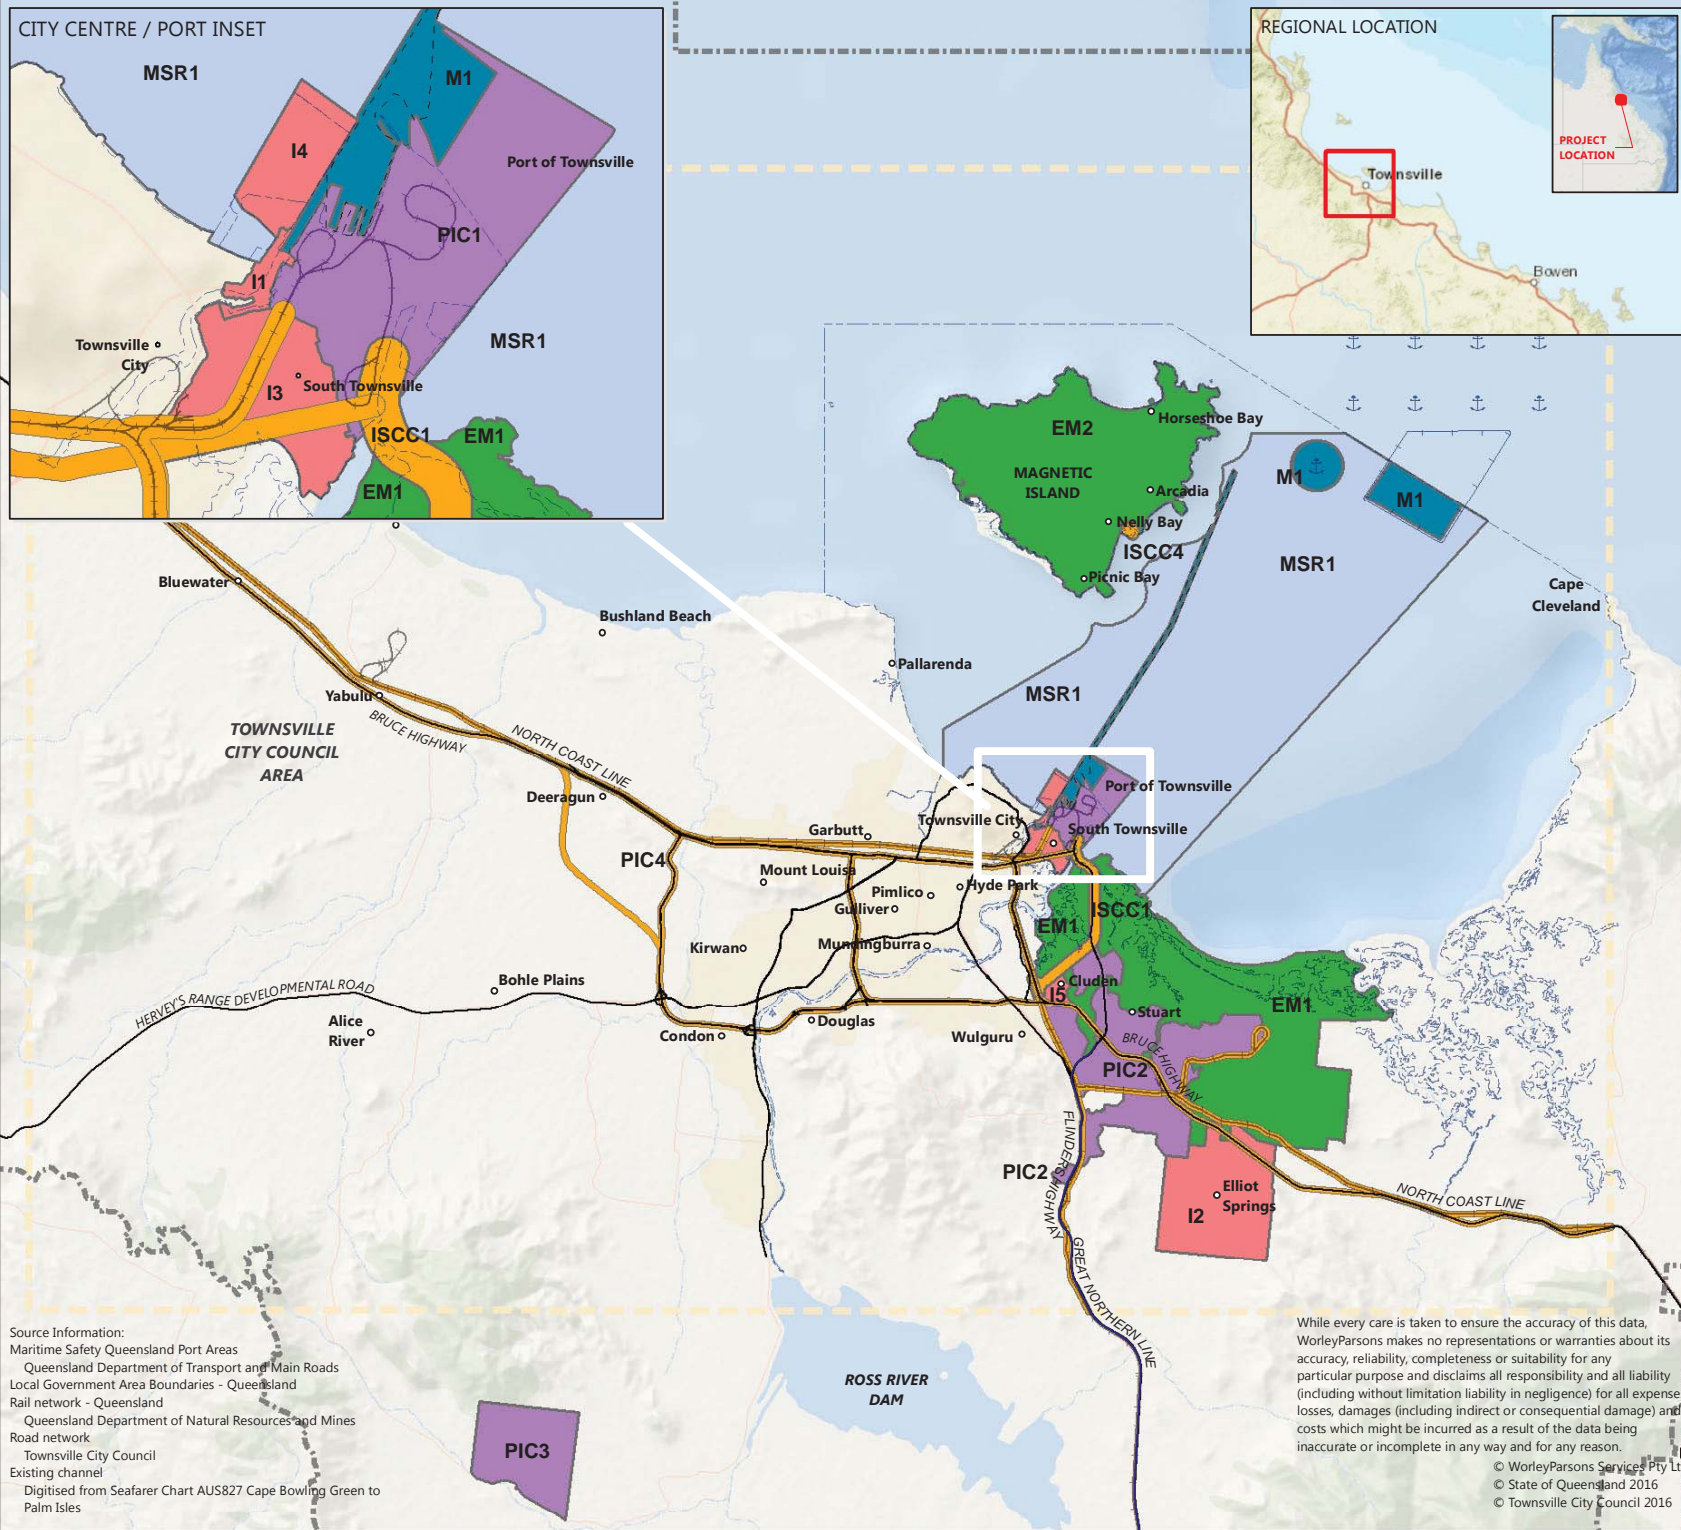 CITY CENTRE / PORT INSET
MSR1
M1
I4
Port of Townsville
PIC1
I1
MSR1
Townsville
City
I3
South Townsville
ISCC1
EM1
EM1
REGIONAL LOCATION
PROJECT
LOCATION
Townsville
Bowen
EM2
Horseshoe Bay
MAGNETIC
ISLAND
Arcadia
Nelly Bay
ISCC4
Picnic Bay
M1
M1
MSR1
Cape
Cleveland
Bluewater
Bushland Beach
Pallarenda
MSR1
Yabulu
BRUCE HIGHWAY
NORTH COAST LINE
TOWNSVILLE
CITY COUNCIL
AREA
Deeragun
Port of Townsville
Garbutt
Townsville City
South Townsville
PIC4
Mount Louisa
Pimlico
Hyde Park
Gulliver
ISCC1
EM1
Kirwan
Mundingburra
Bohle Plains
HERVEY'S RANGE DEVELOPMENTAL ROAD
Cluden
I5
EM1
Stuart
Alice
River
Condon
Douglas
Wulguru
BRUCE HIGHWAY
PIC2
FLINDERS HIGHWAY
PIC2
Elliot
Springs
I2
NORTH COAST LINE
GREAT NORTHERN LINE
ROSS RIVER
DAM
PIC3
Source Information:
Maritime Safety Queensland Port Areas
Queensland Department of Transport and Main Roads
Local Government Area Boundaries - Queensland
Rail network - Queensland
Queensland Department of Natural Resources and Mines
Road network
Townsville City Council
Existing channel
Digitised from Seafarer Chart AUS827 Cape Bowling Green to
Palm Isles
While every care is taken to ensure the accuracy of this data,
WorleyParsons makes no representations or warranties about its
accuracy, reliability, completeness or suitability for any
particular purpose and disclaims all responsibility and all liability
(including without limitation liability in negligence) for all expense
losses, damages (including indirect or consequential damage) and
costs which might be incurred as a result of the data being
inaccurate or incomplete in any way and for any reason.
© WorleyParsons Services Pty Lt
© State of Queensland 2016
© Townsville City Council 2016